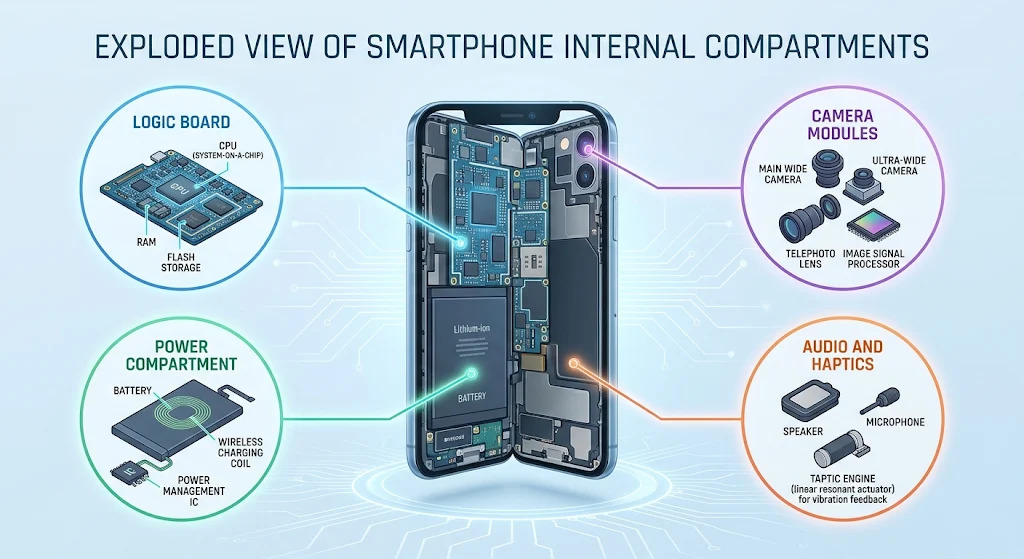 EXPLODED VIEW OF SMARTPHONE INTERNAL COMPARTMENTS
LOGIC BOARD
CPU
(SYSTEM-ON-A-CHIP)
CPU
RAM
FLASH
STORAGE
CAMERA
MODULES
MAIN WIDE
CAMERA
ULTRA-WIDE
CAMERA
TELEPHOTO
LENS
IMAGE SIGNAL
PROCESSOR
Lithium-ion
BATTERY
POWER
COMPARTMENT
BATTERY
WIRELESS
CHARGING
COIL
IC
POWER
MANAGEMENT
IC
AUDIO AND
HAPTICS
SPEAKER
MICROPHONE
TAPTIC ENGINE
(linear resonant actuator)
for vibration feedback